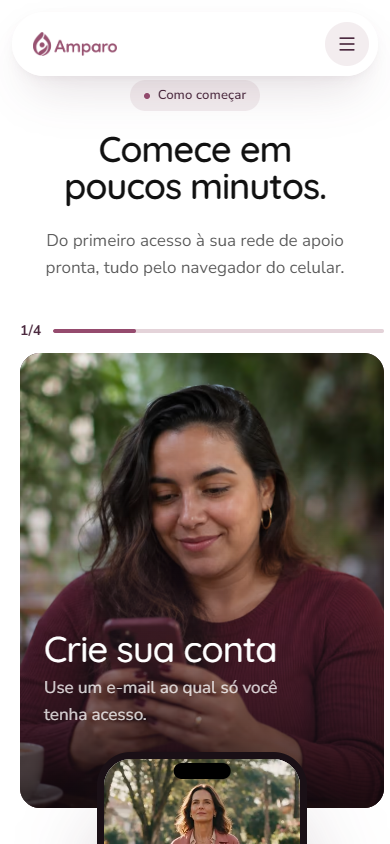 Amparo
Como começar
Comece em
poucos minutos.
Do primeiro acesso à sua rede de apoio
pronta, tudo pelo navegador do celular.
1/4
Crie sua conta
Use um e-mail ao qual só você
tenha acesso.